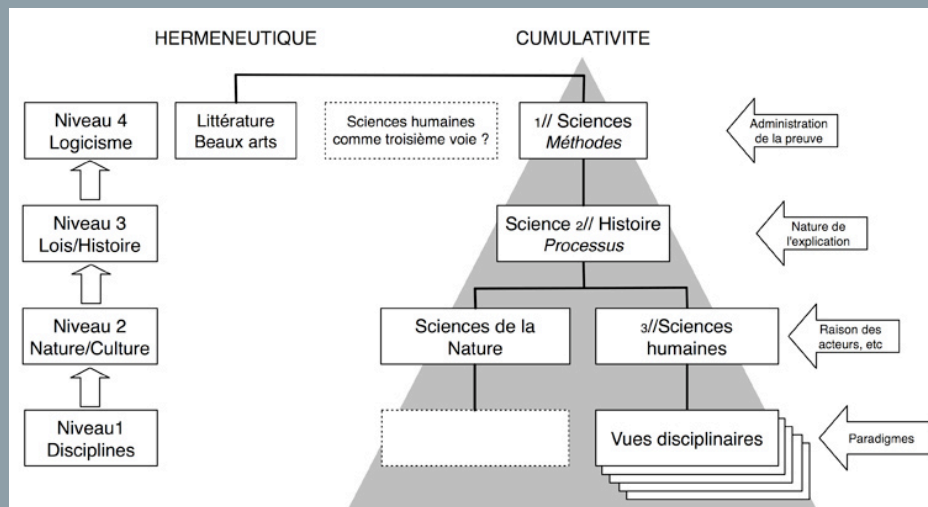 HERMENEUTIQUE
CUMULATIVITE
Niveau 4
Logicisme
Littérature
Beaux arts
Sciences humaines
comme troisième voie ?
1// Sciences
Méthodes
Administration
de la preuve
Niveau 3
Lois/Histoire
Science 2// Histoire
Processus
Nature de
l'explication
Niveau 2
Nature/Culture
Sciences de la
Nature
3//Sciences
humaines
Raison des
acteurs, etc
Niveau1
Disciplines
Vues disciplinaires
Paradigmes